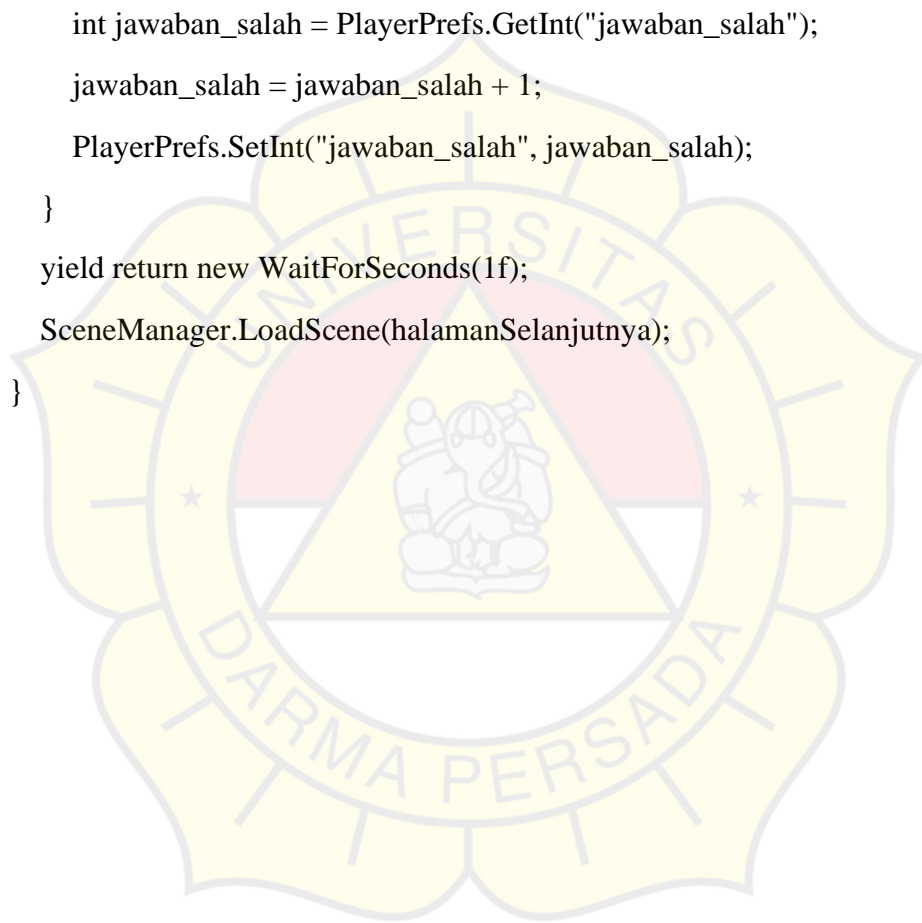 int jawaban_salah = PlayerPrefs.GetInt("jawaban_salah");
jawaban_salah = jawaban_salah + 1;
PlayerPrefs.SetInt("jawaban_salah", jawaban_salah);
}
yield return new WaitForSeconds(1f);
SceneManager.LoadScene(halamanSelanjutnya);
}
UNIVERSITAS
DARMA PERSADA